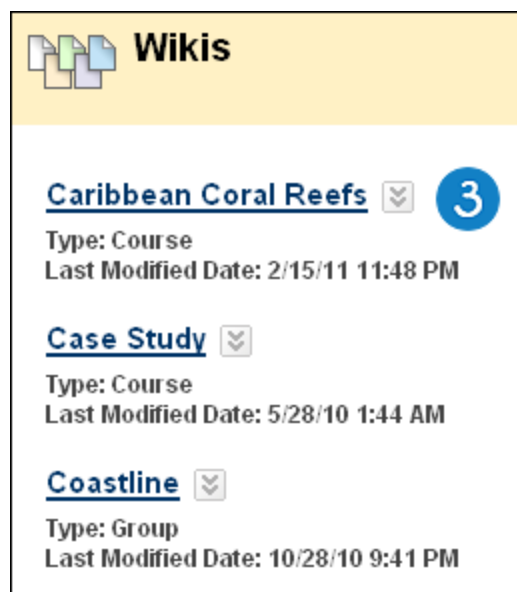 Wikis
Caribbean Coral Reefs 3
Type: Course
Last Modified Date: 2/15/11 11:48 PM
Case Study
Type: Course
Last Modified Date: 5/28/10 1:44 AM
Coastline
Type: Group
Last Modified Date: 10/28/10 9:41 PM